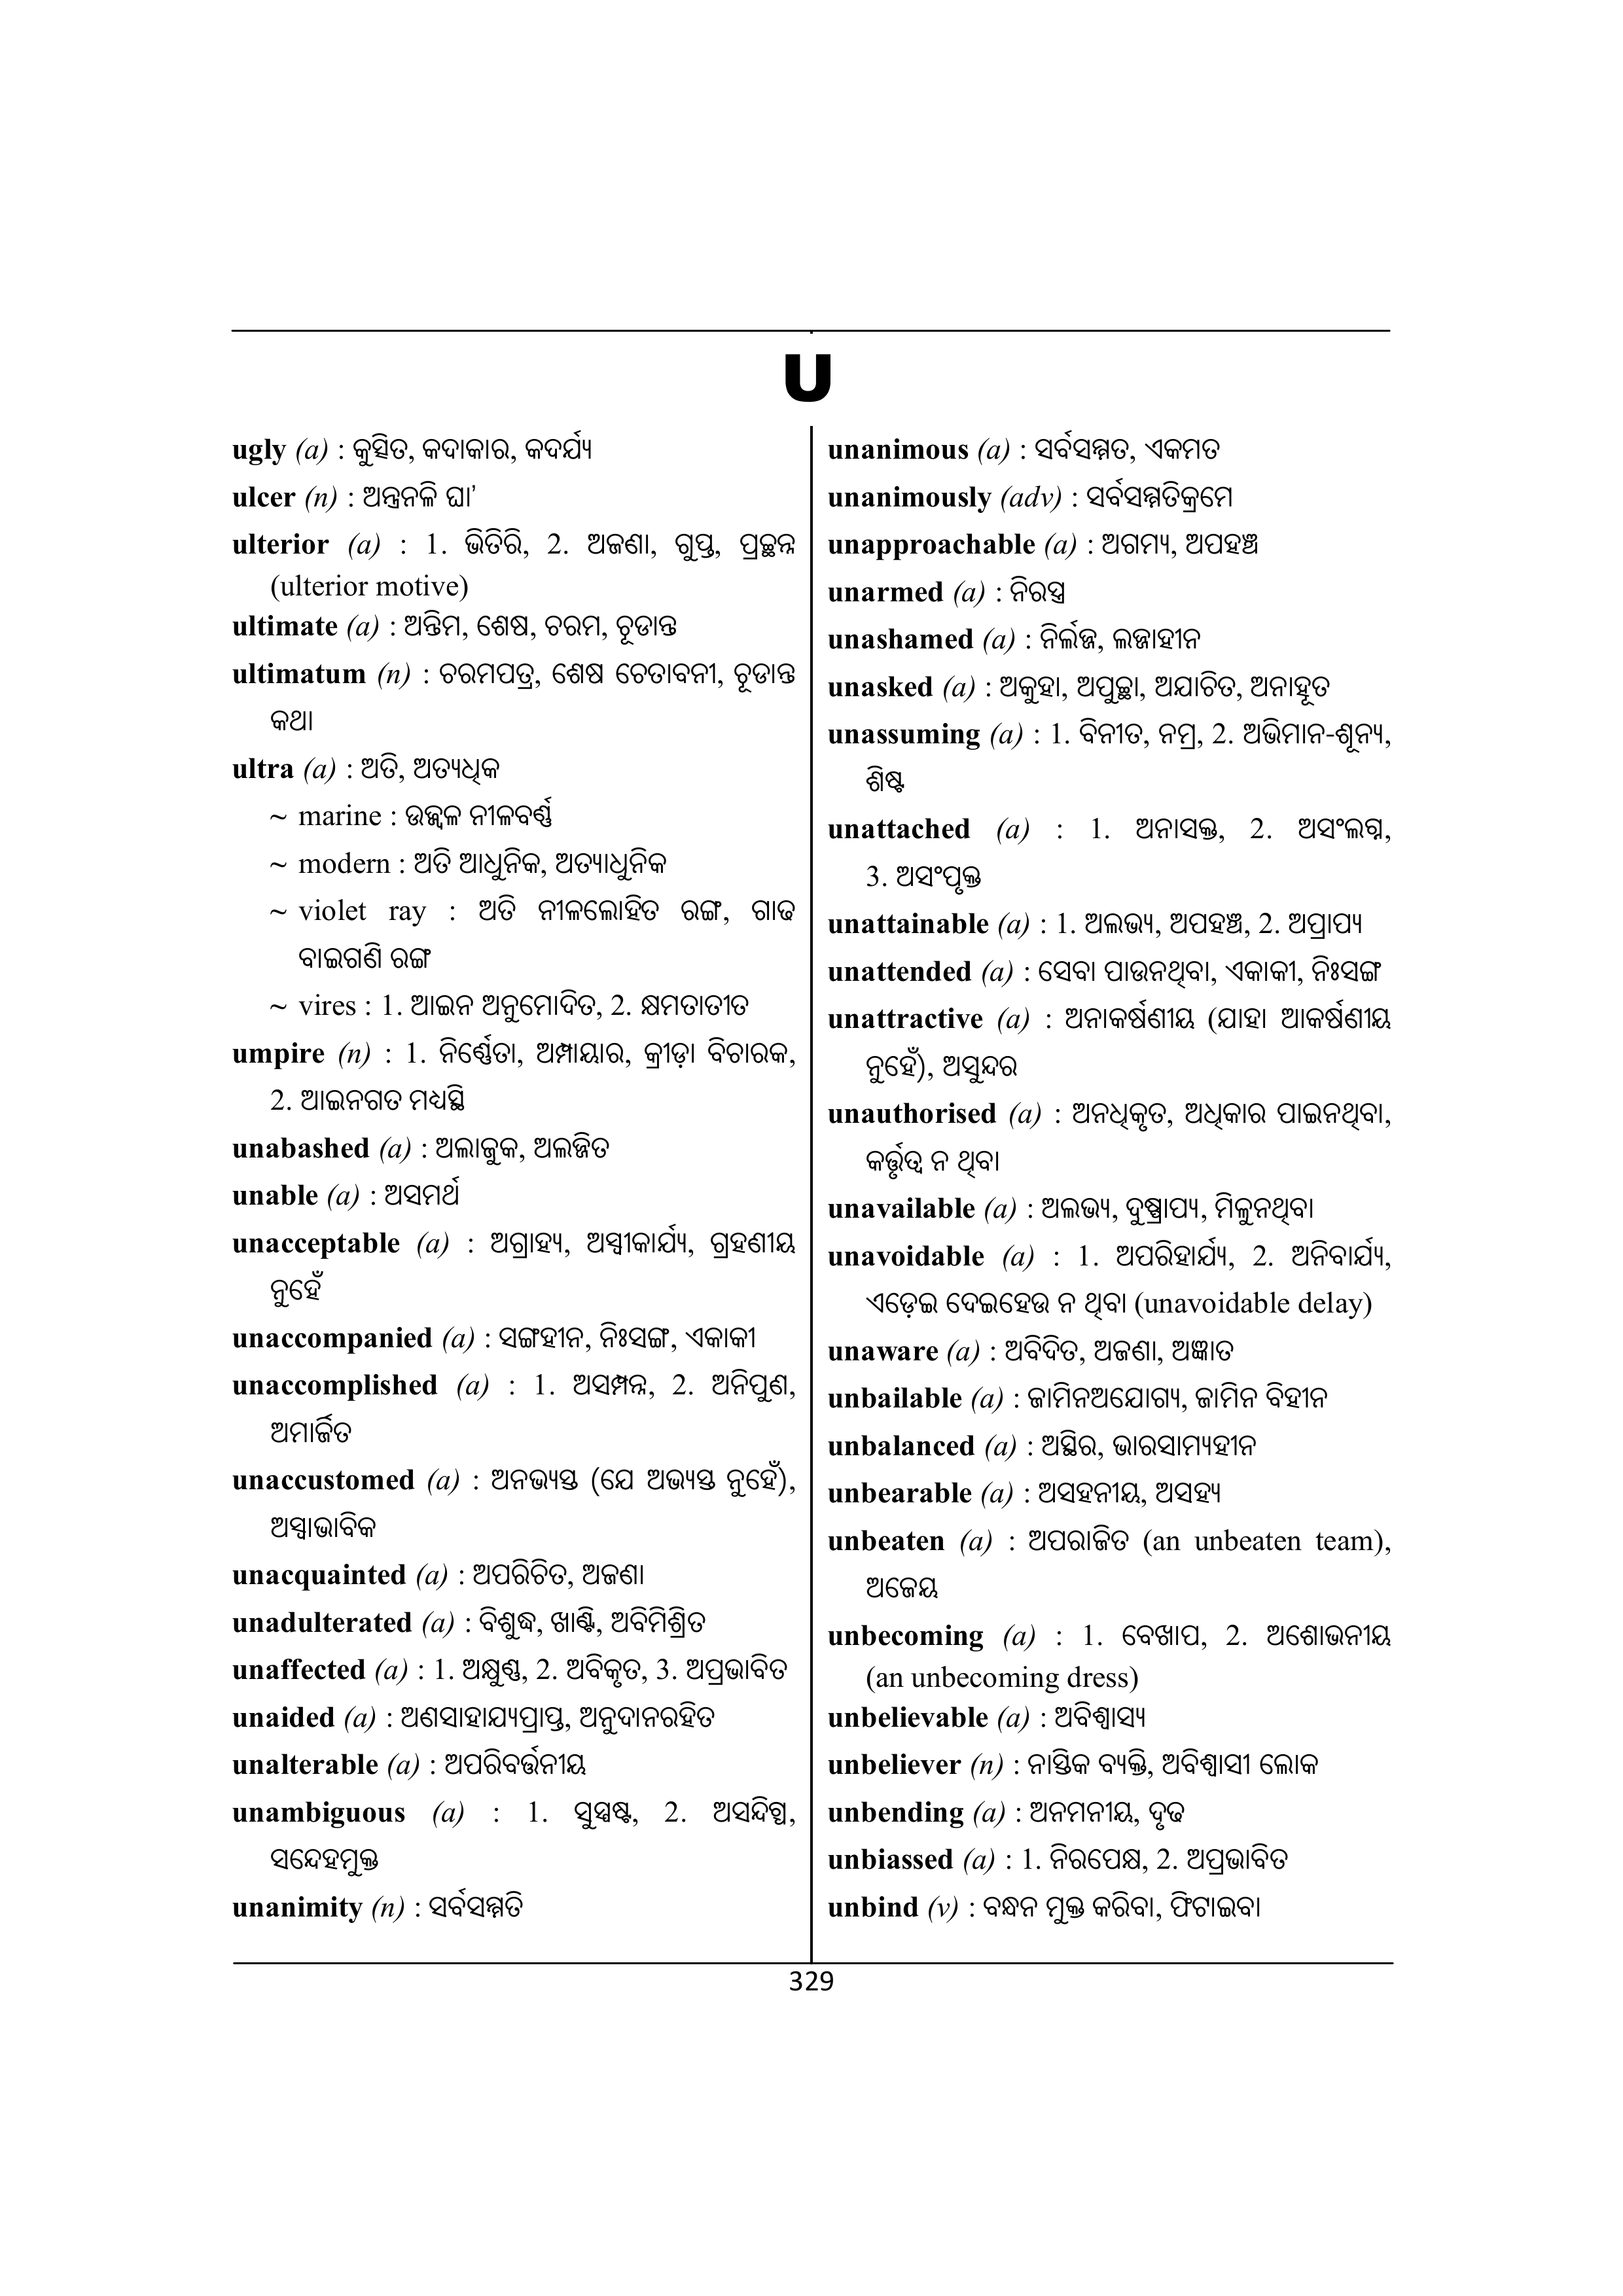 U
ugly (a) : କୁତ୍ସିତ, କଦାକାର, କଦର୍ଯ୍ୟ
ulcer (n) : ଅନ୍ତ୍ରନଳି ଘା’
ulterior (a) : 1. ଭିତିରି, 2. ଅଜଣା, ଗୁପ୍ତ, ପ୍ରଚ୍ଛନ୍ନ
(ulterior motive)
ultimate (a) : ଅନ୍ତିମ, ଶେଷ, ଚରମ, ଚୂଡାନ୍ତ
ultimatum (n) : ଚରମପତ୍ର, ଶେଷ ଚେତାବନୀ, ଚୂଡାନ୍ତ
କଥା
ultra (a) : ଅତି, ଅତ୍ୟଧିକ
~ marine : ଉଜ୍ଜ୍ୱଳ ନୀଳବର୍ଣ୍ଣ
~ modern : ଅତି ଆଧୁନିକ, ଅତ୍ୟାଧୁନିକ
~ violet ray : ଅତି ନୀଳଲୋହିତ ରଙ୍ଗ, ଗାଢ
ବାଇଗଣି ରଙ୍ଗ
~ vires : 1. ଆଇନ ଅନୁମୋଦିତ, 2. କ୍ଷମତାତୀତ
umpire (n) : 1. ନିର୍ଣ୍ଣେତା, ଅମ୍ପାୟାର, କ୍ରୀଡ଼ା ବିଚାରକ,
2. ଆଇନଗତ ମଧ୍ୟସ୍ଥି
unabashed (a) : ଅଲାଜୁକ, ଅଲଜ୍ଜିତ
unable (a) : ଅସମର୍ଥ
unacceptable (a) : ଅଗ୍ରାହ୍ୟ, ଅସ୍ୱୀକାର୍ଯ୍ୟ, ଗ୍ରହଣୀୟ
ନୁହେଁ
unaccompanied (a) : ସଙ୍ଗହୀନ, ନିଃସଙ୍ଗ, ଏକାକୀ
unaccomplished (a) : 1. ଅସମ୍ପନ୍ନ, 2. ଅନିପୁଣ,
ଅମାର୍ଜିତ
unaccustomed (a) : ଅନଭ୍ୟସ୍ତ (ଯେ ଅଭ୍ୟସ୍ତ ନୁହେଁ),
ଅସ୍ୱାଭାବିକ
unacquainted (a) : ଅପରିଚିତ, ଅଜଣା
unadulterated (a) : ବିଶୁଦ୍ଧ, ଖାଣ୍ଟି, ଅବିମିଶ୍ରିତ
unaffected (a) : 1. ଅକ୍ଷୁଣ୍ଣ, 2. ଅବିକୃତ, 3. ଅପ୍ରଭାବିତ
unaided (a) : ଅଣସାହାଯ୍ୟପ୍ରାପ୍ତ, ଅନୁଦାନରହିତ
unalterable (a) : ଅପରିବର୍ତ୍ତନୀୟ
unambiguous (a) : 1. ସୁସ୍ପଷ୍ଟ, 2. ଅସନ୍ଦିଗ୍ଧ,
ସନ୍ଦେହମୁକ୍ତ
unanimity (n) : ସର୍ବସମ୍ମତି
unanimous (a) : ସର୍ବସମ୍ମତ, ଏକମତ
unanimously (adv) : ସର୍ବସମ୍ମତିକ୍ରମେ
unapproachable (a) : ଅଗମ୍ୟ, ଅପହଞ୍ଚ
unarmed (a) : ନିରସ୍ତ୍ର
unashamed (a) : ନିର୍ଲଜ୍ଜ, ଲଜ୍ଜାହୀନ
unasked (a) : ଅକୁହା, ଅପୁଚ୍ଛା, ଅଯାଚିତ, ଅନାହୂତ
unassuming (a) : 1. ବିନୀତ, ନମ୍ର, 2. ଅଭିମାନ-ଶୂନ୍ୟ,
ଶିଷ୍ଟ
unattached (a) : 1. ଅନାସକ୍ତ, 2. ଅସଂଲଗ୍ନ,
3. ଅସଂପୃକ୍ତ
unattainable (a) : 1. ଅଲଭ୍ୟ, ଅପହଞ୍ଚ, 2. ଅପ୍ରାପ୍ୟ
unattended (a) : ସେବା ପାଉନଥିବା, ଏକାକୀ, ନିଃସଙ୍ଗ
unattractive (a) : ଅନାକର୍ଷଣୀୟ (ଯାହା ଆକର୍ଷଣୀୟ
ନୁହେଁ), ଅସୁନ୍ଦର
unauthorised (a) : ଅନଧିକୃତ, ଅଧିକାର ପାଇନଥିବା,
କର୍ତ୍ତୃତ୍ୱ ନ ଥିବା
unavailable (a) : ଅଲଭ୍ୟ, ଦୁଷ୍ପ୍ରାପ୍ୟ, ମିଳୁନଥିବା
unavoidable (a) : 1. ଅପରିହାର୍ଯ୍ୟ, 2. ଅନିବାର୍ଯ୍ୟ,
ଏଡ଼େଇ ଦେଇହେଉ ନ ଥିବା (unavoidable delay)
unaware (a) : ଅବିଦିତ, ଅଜଣା, ଅଜ୍ଞାତ
unbailable (a) : ଜାମିନଅଯୋଗ୍ୟ, ଜାମିନ ବିହୀନ
unbalanced (a) : ଅସ୍ଥିର, ଭାରସାମ୍ୟହୀନ
unbearable (a) : ଅସହନୀୟ, ଅସହ୍ୟ
unbeaten (a) : ଅପରାଜିତ (an unbeaten team),
ଅଜେୟ
unbecoming (a) : 1. ବେଖାପ, 2. ଅଶୋଭନୀୟ
(an unbecoming dress)
unbelievable (a) : ଅବିଶ୍ୱାସ୍ୟ
unbeliever (n) : ନାସ୍ତିକ ବ୍ୟକ୍ତି, ଅବିଶ୍ୱାସୀ ଲୋକ
unbending (a) : ଅନମନୀୟ, ଦୃଢ
unbiassed (a) : 1. ନିରପେକ୍ଷ, 2. ଅପ୍ରଭାବିତ
unbind (v) : ବନ୍ଧନ ମୁକ୍ତ କରିବା, ଫିଟାଇବା
329